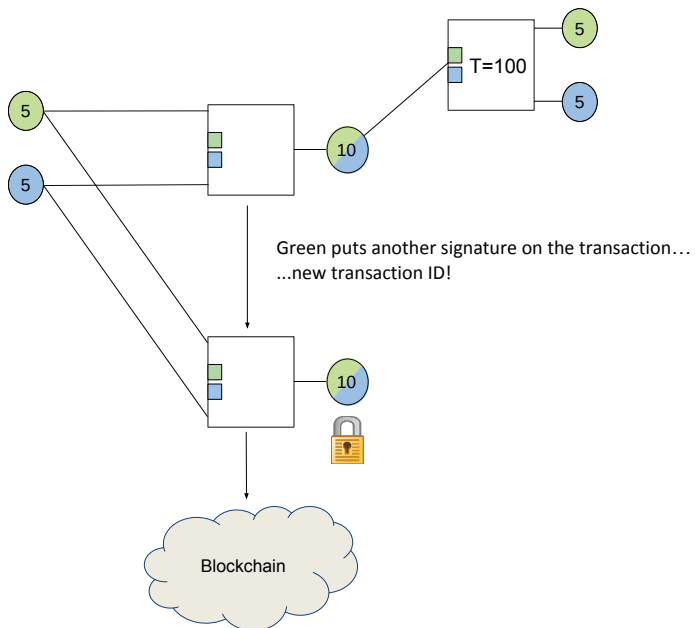 5
T=100
5
5
10
5
Green puts another signature on the transaction…
...new transaction ID!
10
Blockchain